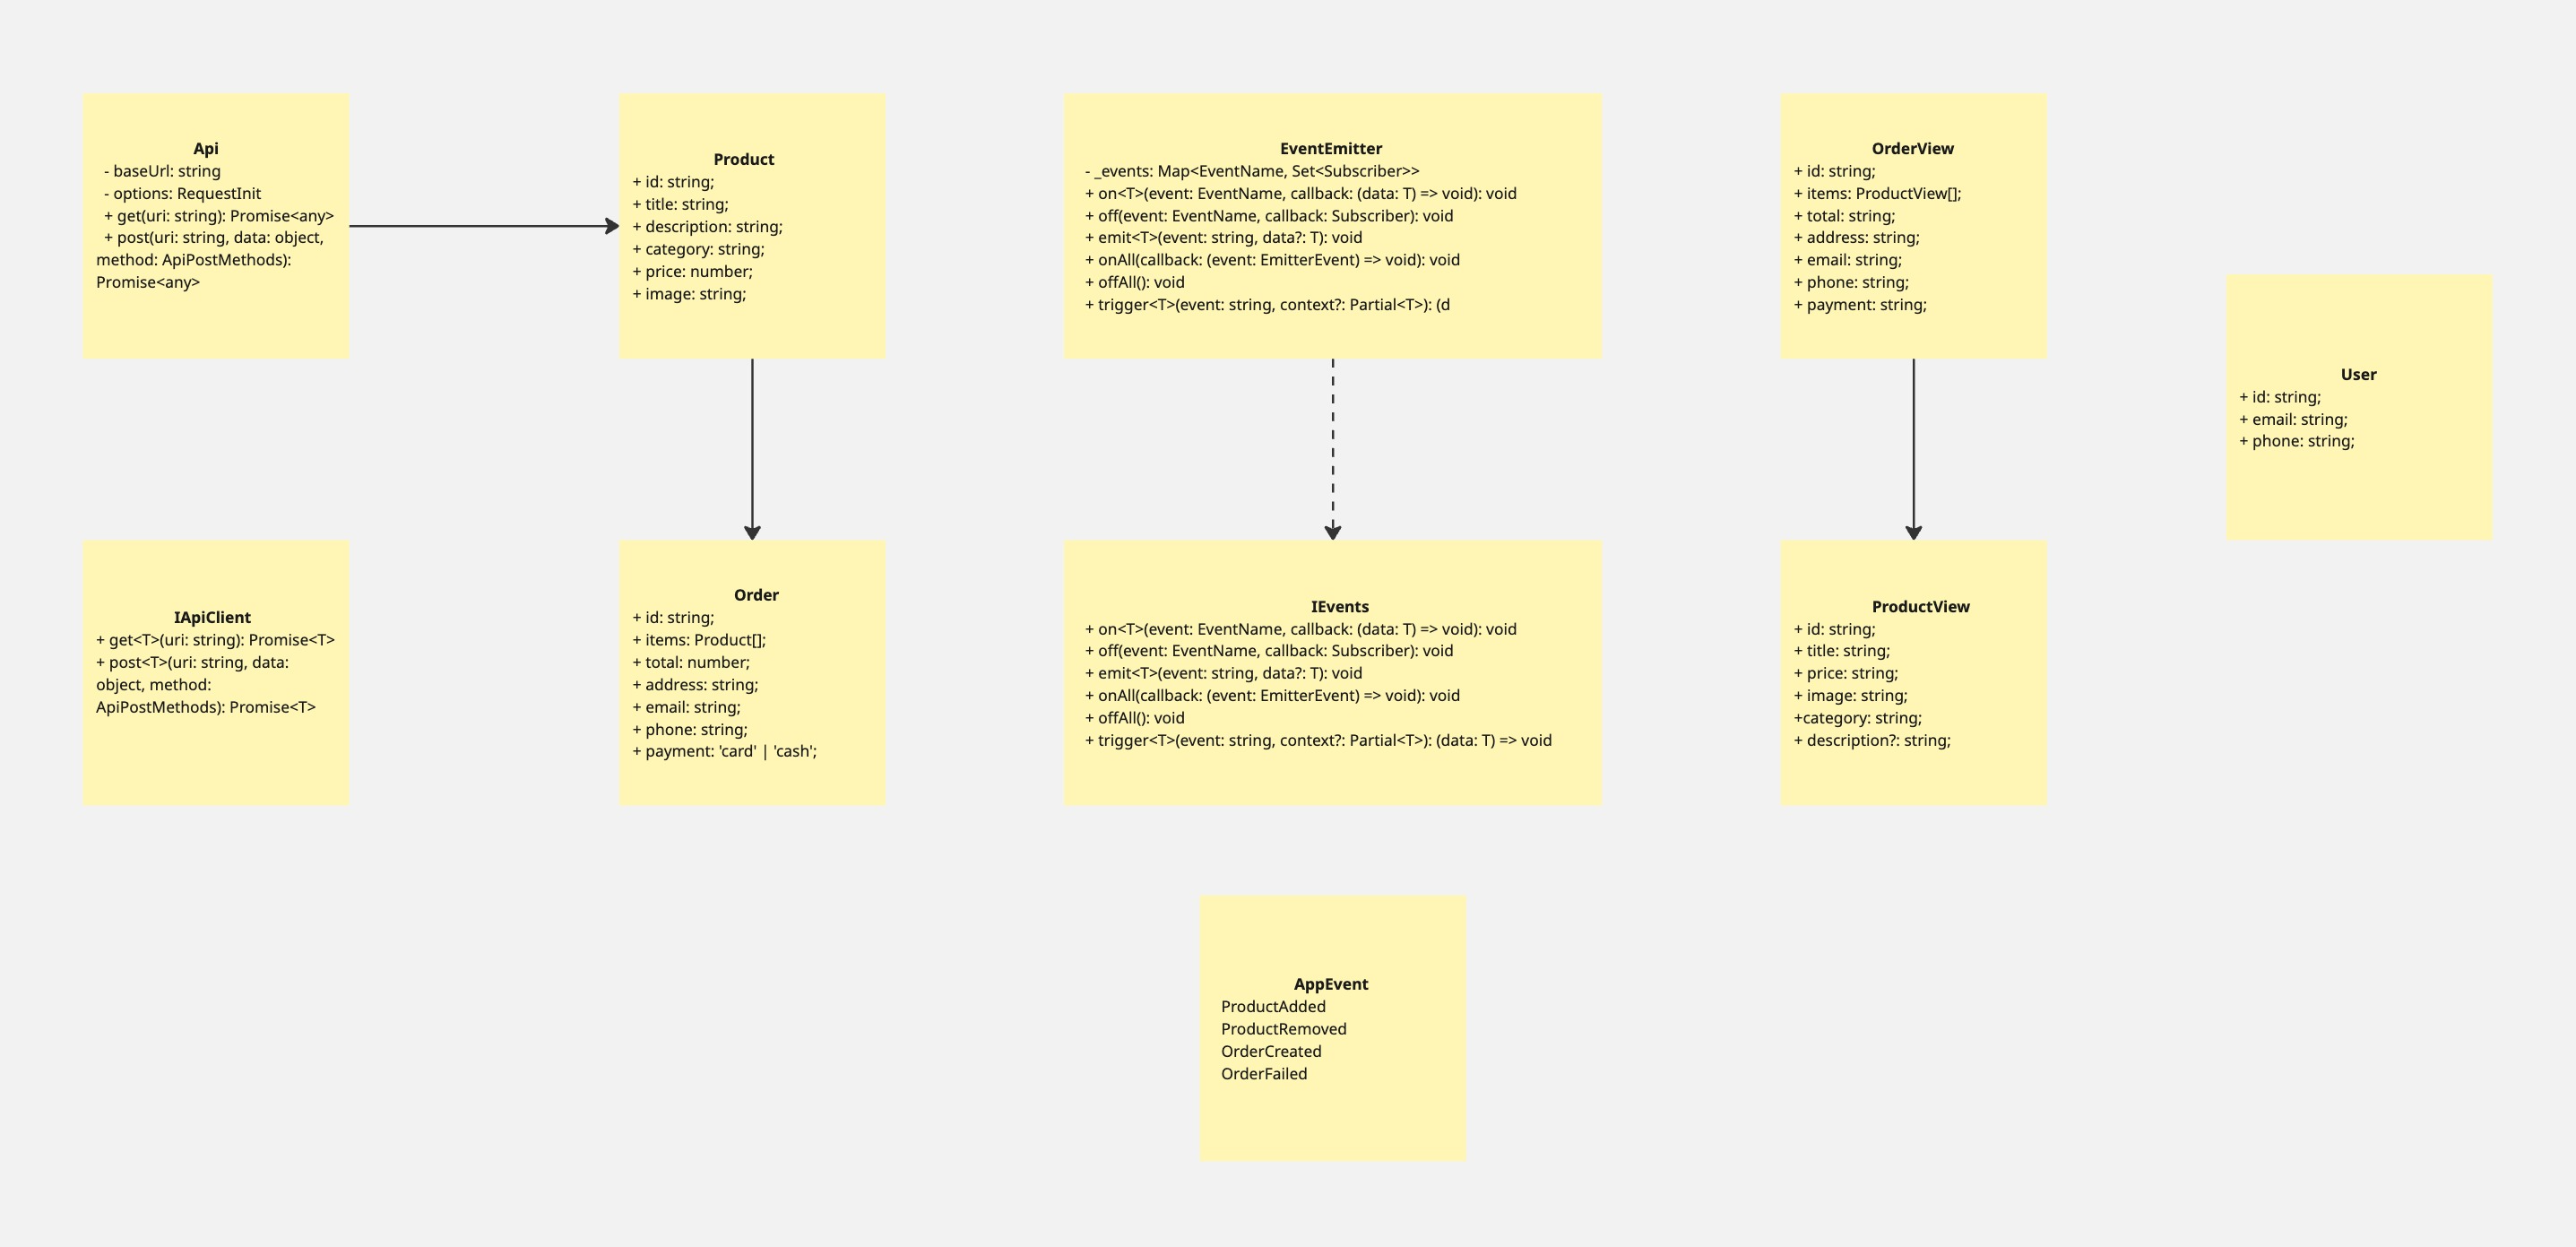 Api
- baseUrl: string
- options: RequestInit
+ get(uri: string): Promise<any>
+ post(uri: string, data: object,
method: ApiPostMethods):
Promise<any>
Product
+ id: string;
+ title: string;
+ description: string;
+ category: string;
+ price: number;
+ image: string;
EventEmitter
- _events: Map<EventName, Set<Subscriber>>
+ on<T>(event: EventName, callback: (data: T) => void): void
+ off(event: EventName, callback: Subscriber): void
+ emit<T>(event: string, data?: T): void
+ onAll(callback: (event: EmitterEvent) => void): void
+ offAll(): void
+ trigger<T>(event: string, context?: Partial<T>): (d
OrderView
+ id: string;
+ items: ProductView[];
+ total: string;
+ address: string;
+ email: string;
+ phone: string;
+ payment: string;
User
+ id: string;
+ email: string;
+ phone: string;
IApiClient
+ get<T>(uri: string): Promise<T>
+ post<T>(uri: string, data:
object, method:
ApiPostMethods): Promise<T>
Order
+ id: string;
+ items: Product[];
+ total: number;
+ address: string;
+ email: string;
+ phone: string;
+ payment: 'card' | 'cash';
IEvents
+ on<T>(event: EventName, callback: (data: T) => void): void
+ off(event: EventName, callback: Subscriber): void
+ emit<T>(event: string, data?: T): void
+ onAll(callback: (event: EmitterEvent) => void): void
+ offAll(): void
+ trigger<T>(event: string, context?: Partial<T>): (data: T) => void
ProductView
+ id: string;
+ title: string;
+ price: string;
+ image: string;
+category: string;
+ description?: string;
AppEvent
ProductAdded
ProductRemoved
OrderCreated
OrderFailed